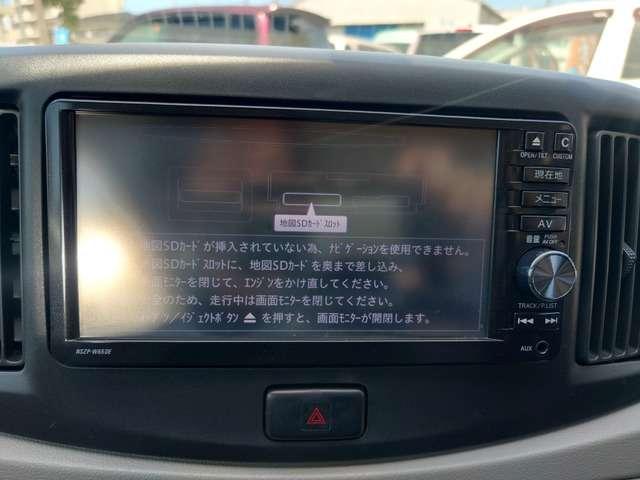 OPEN/TILT
C
CUSTOM
現在地
メニュー
AV
音量
PUSH
AV OFF
TRACK/P.LIST
AUX
地図SDｶｰﾄﾞｽﾛｯﾄ
図SDｶｰﾄﾞが挿入されていない為、ﾅﾋﾞｹﾞｰｼｮﾝを使用できません。
図SDｶｰﾄﾞｽﾛｯﾄに、地図SDｶｰﾄﾞを奥まで差し込み、
面ﾓﾆﾀｰを閉じて、ｴﾝｼﾞﾝをかけ直してください。
全のため、走行中は画面ﾓﾆﾀｰを閉じてください。
ﾌﾟﾝ／ｲｼﾞｪｸﾄﾎﾞﾀﾝ ⏏ を押すと、画面ﾓﾆﾀｰが開閉します。
NSZP-W66DE